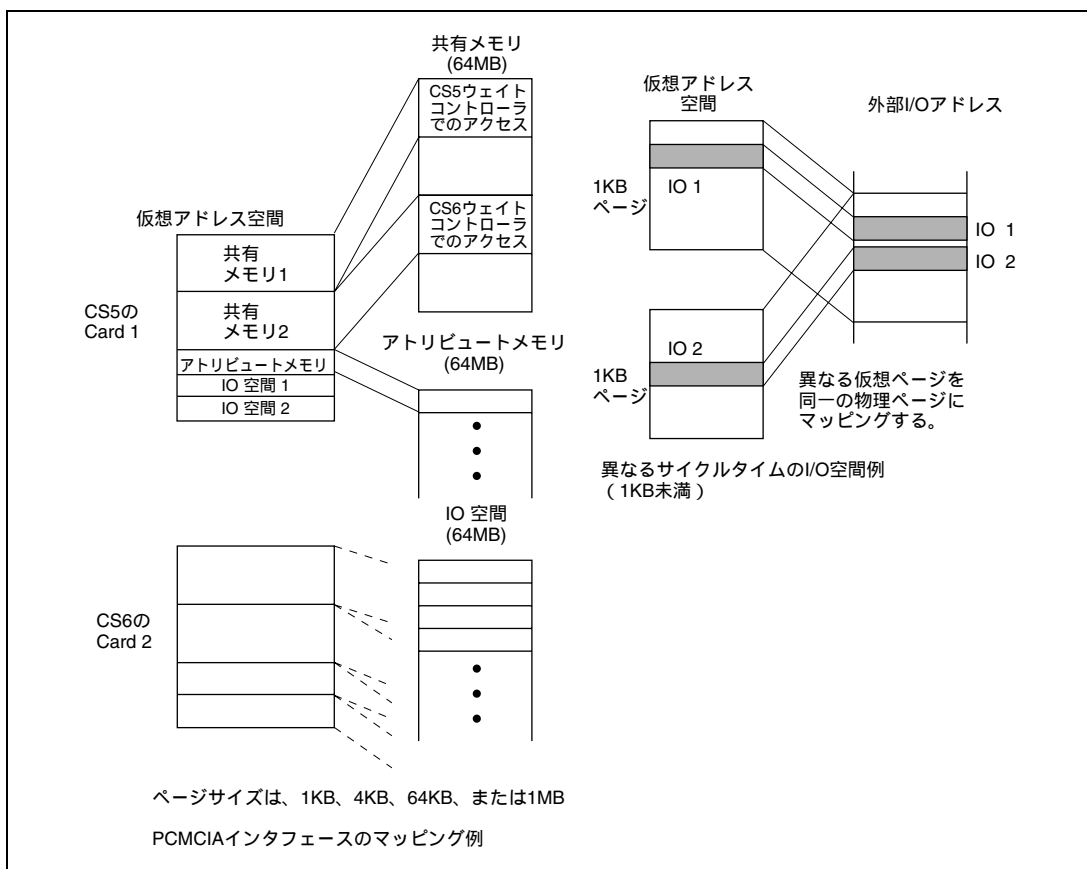 共有メモリ
(64MB)
CS5ウェイト
コントローラ
でのアクセス
CS6ウェイト
コントローラ
でのアクセス
仮想アドレス空間
共有
メモリ1
共有
メモリ2
アトリビュートメモリ
IO 空間 1
IO 空間 2
CS5の
Card 1
アトリビュートメモリ
(64MB)
IO 空間
(64MB)
CS6の
Card 2
ページサイズは、1KB、4KB、64KB、または1MB
PCMCIAインタフェースのマッピング例
仮想アドレス
空間
外部I/Oアドレス
1KB
ページ
IO 1
IO 1
IO 2
IO 2
1KB
ページ
異なる仮想ページを
同一の物理ページに
マッピングする。
異なるサイクルタイムのI/O空間例
（1KB未満）